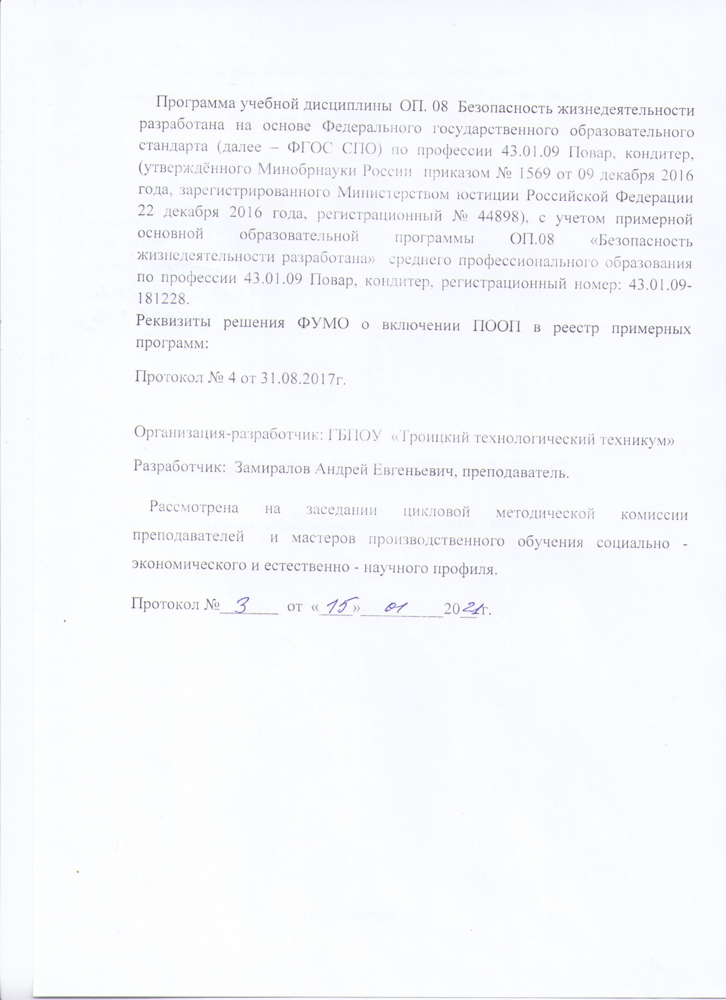 Программа учебной дисциплины ОП. 08 Безопасность жизнедеятельности
разработана на основе Федерального государственного образовательного
стандарта (далее – ФГОС СПО) по профессии 43.01.09 Повар, кондитер,
(утверждённого Минобрнауки России приказом № 1569 от 09 декабря 2016
года, зарегистрированного Министерством юстиции Российской Федерации
22 декабря 2016 года, регистрационный № 44898), с учетом примерной
основной образовательной программы ОП.08 «Безопасность
жизнедеятельности разработана» среднего профессионального образования
по профессии 43.01.09 Повар, кондитер, регистрационный номер: 43.01.09-
181228.
Реквизиты решения ФУМО о включении ПООП в реестр примерных
программ:
Протокол № 4 от 31.08.2017г.
Организация-разработчик: ГБПОУ «Троицкий технологический техникум»
Разработчик: Замиралов Андрей Евгеньевич, преподаватель.
Рассмотрена на заседании цикловой методической комиссии
преподавателей и мастеров производственного обучения социально -
экономического и естественно - научного профиля.
Протокол № 3 от «15» 01 2021г.